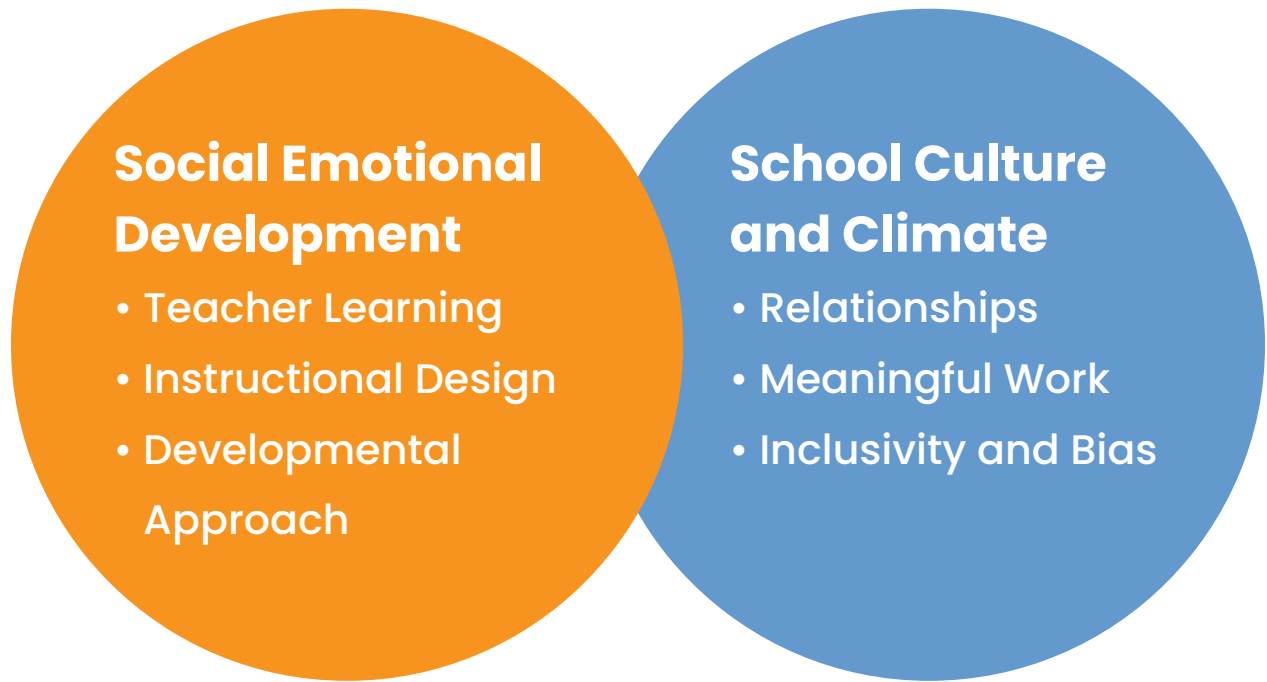 Social Emotional
Development
• Teacher Learning
• Instructional Design
• Developmental
Approach
School Culture
and Climate
• Relationships
• Meaningful Work
• Inclusivity and Bias